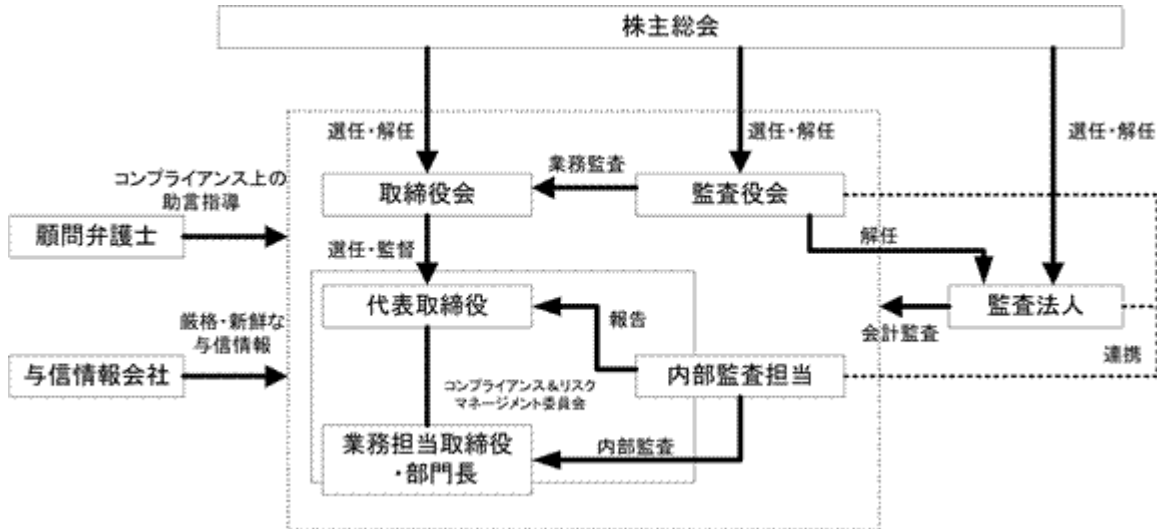 株主総会
選任・解任
選任・解任
選任・解任
コンプライアンス上の
助言指導
業務監査
取締役会
監査役会
顧問弁護士
解任
選任・監督
代表取締役
監査法人
報告
会計監査
厳格・新鮮な
与信情報
連携
与信情報会社
内部監査担当
コンプライアンス&リスク
マネージメント委員会
業務担当取締役
・部門長
内部監査